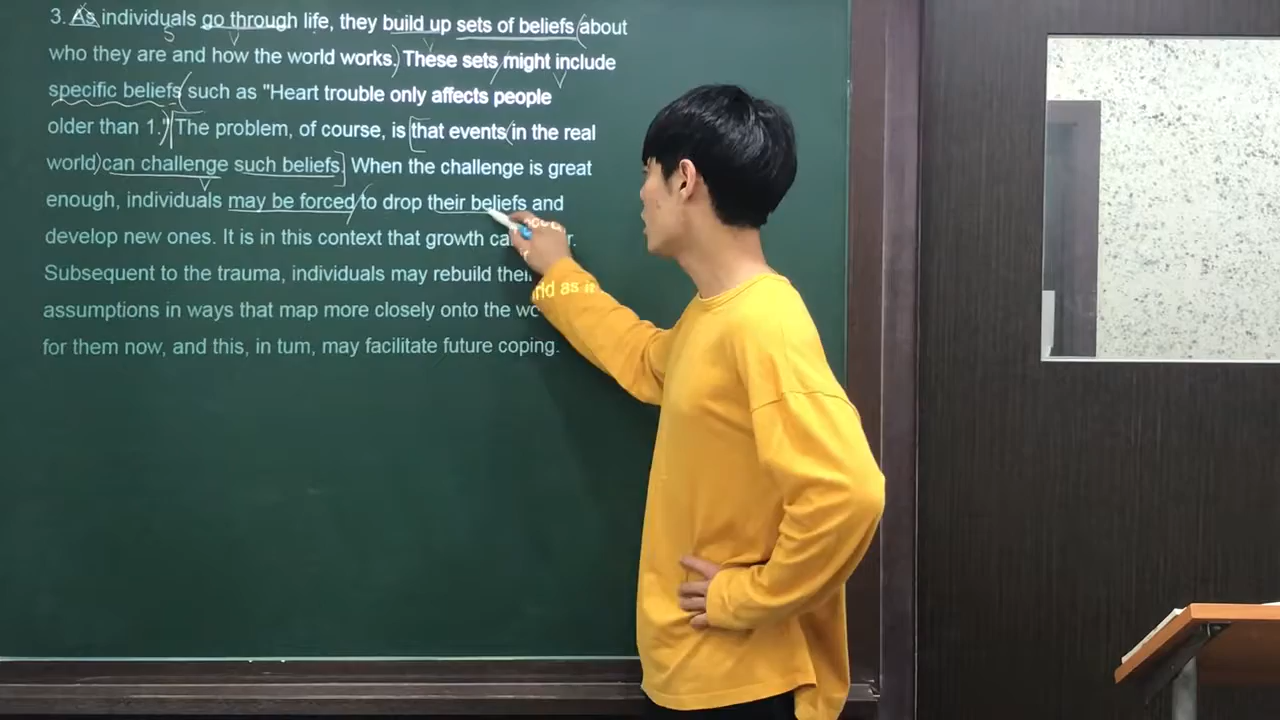 3. As individuals go through life, they build up sets of beliefs about
who they are and how the world works. These sets might include
specific beliefs such as "Heart trouble only affects people
older than 1." The problem, of course, is that events in the real
world can challenge such beliefs. When the challenge is great
enough, individuals may be forced to drop their beliefs and
develop new ones. It is in this context that growth
Subsequent to the trauma, individuals may rebuild
assumptions in ways that map more closely onto the
for them now, and this, in tum, may facilitate future coping.